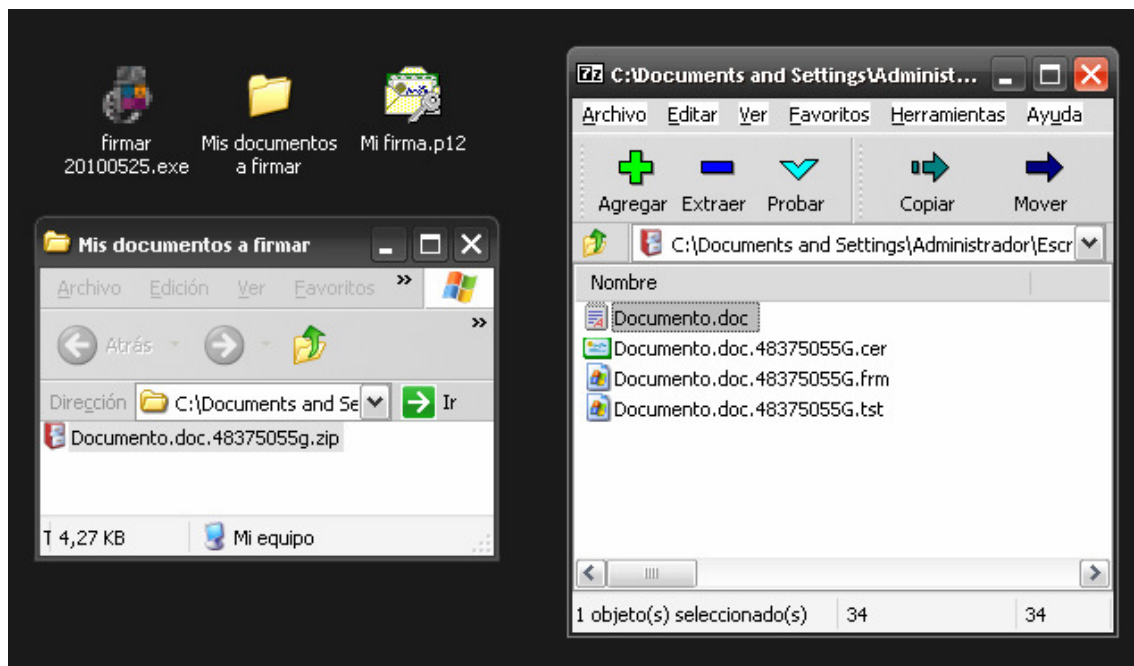 firmar
20100525.exe
Mis documentos
a firmar
Mi firma.p12
Mis documentos a firmar
Archivo Edición Ver Favoritos »
Atrás »
Dirección C:\Documents and Se Ir
Documento.doc.48375055g.zip
T 4,27 KB Mi equipo
7z C:\Documents and Settings\Administ...
Archivo Editar Ver Favoritos Herramientas Ayuda
Agregar Extraer Probar Copiar Mover
C:\Documents and Settings\Administrador\Escr
Nombre
Documento.doc
Documento.doc.48375055G.cer
Documento.doc.48375055G.frm
Documento.doc.48375055G.tst
1 objeto(s) seleccionado(s) 34 34